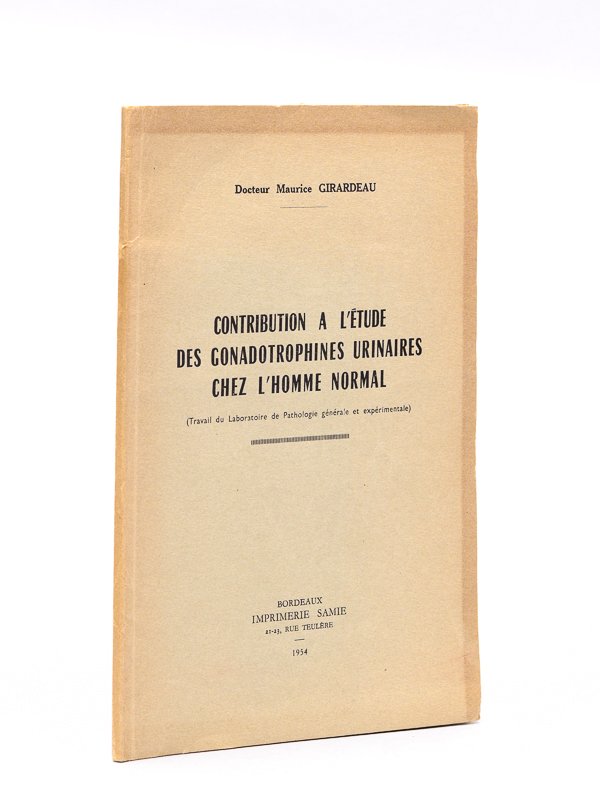 Docteur Maurice GIRARDEAU
CONTRIBUTION A L'ÉTUDE
DES GONADOTROPHINES URINAIRES
CHEZ L'HOMME NORMAL
(Travail du Laboratoire de Pathologie générale et expérimentale)
BORDEAUX
IMPRIMERIE SAMIE
21-23, RUE TEULÈRE
1954